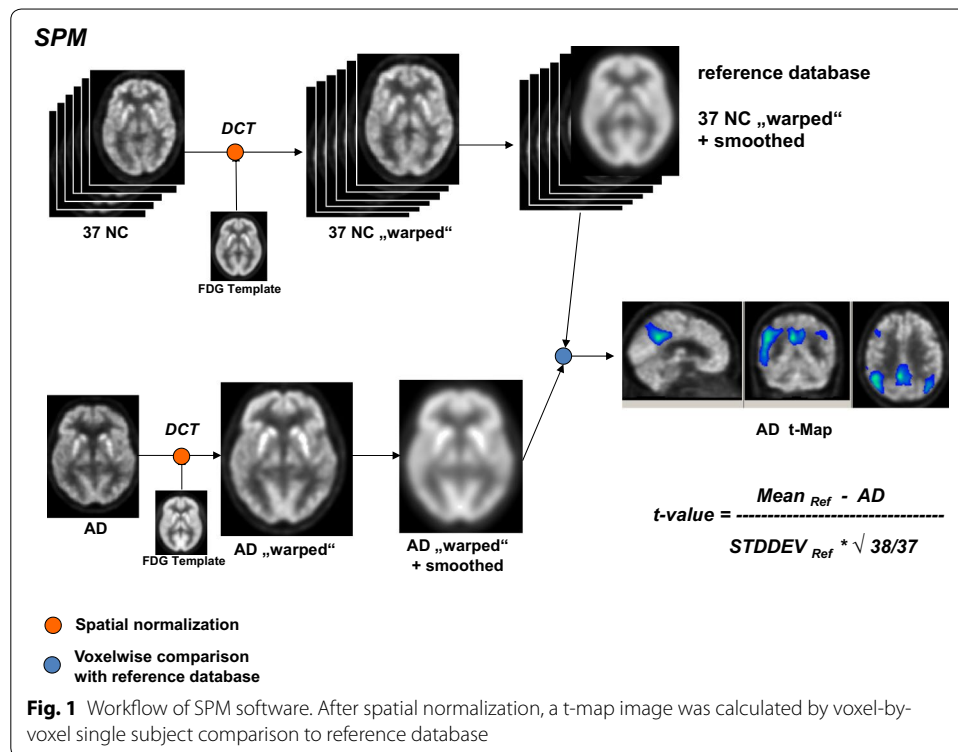 SPM
reference database
37 NC „warped“
+ smoothed
DCT
37 NC
FDG Template
37 NC „warped“
DCT
AD
FDG Template
AD „warped“
AD „warped“
+ smoothed
AD t-Map
t-value = Mean Ref - AD
---------------------------------
STDDEV Ref * √ 38/37
Spatial normalization
Voxelwise comparison
with reference database
Fig. 1 Workflow of SPM software. After spatial normalization, a t-map image was calculated by voxel-by-
voxel single subject comparison to reference database